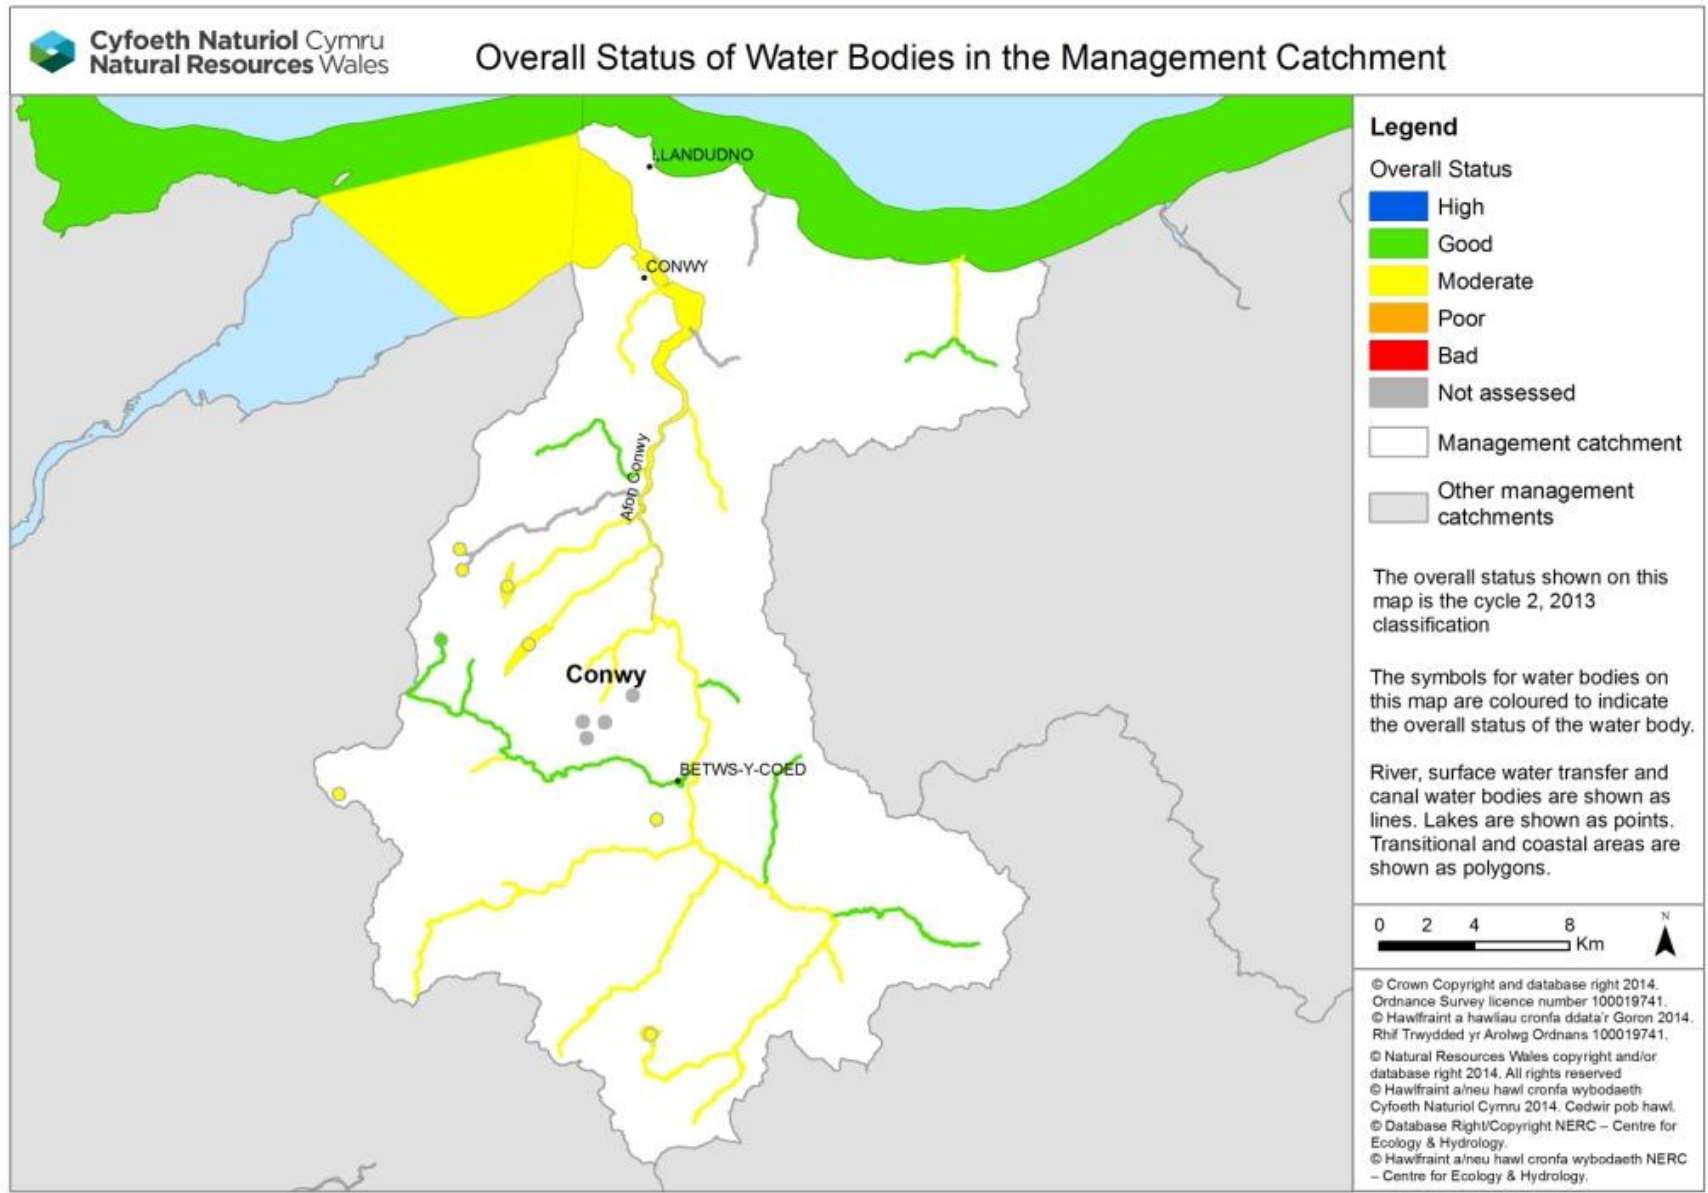 Cyfoeth Naturiol Cymru
Natural Resources Wales
Overall Status of Water Bodies in the Management Catchment
LLANDUDNO
CONWY
Afon Conwy
Conwy
BETWS-Y-COED
Legend
Overall Status
High
Good
Moderate
Poor
Bad
Not assessed
Management catchment
Other management
catchments
The overall status shown on this
map is the cycle 2, 2013
classification
The symbols for water bodies on
this map are coloured to indicate
the overall status of the water body.
River, surface water transfer and
canal water bodies are shown as
lines. Lakes are shown as points.
Transitional and coastal areas are
shown as polygons.
0 2 4 8
Km
N
© Crown Copyright and database right 2014.
Ordnance Survey licence number 100019741.
© Hawlfraint a hawliau cronfa ddata'r Goron 2014.
Rhif Trwydded yr Arolwg Ordnans 100019741.
© Natural Resources Wales copyright and/or
database right 2014. All rights reserved
© Hawlfraint a/neu hawl cronfa wybodaeth
Cyfoeth Naturiol Cymru 2014. Cedwir pob hawl.
© Database Right/Copyright NERC – Centre for
Ecology & Hydrology.
© Hawlfraint a/neu hawl cronfa wybodaeth NERC
– Centre for Ecology & Hydrology.